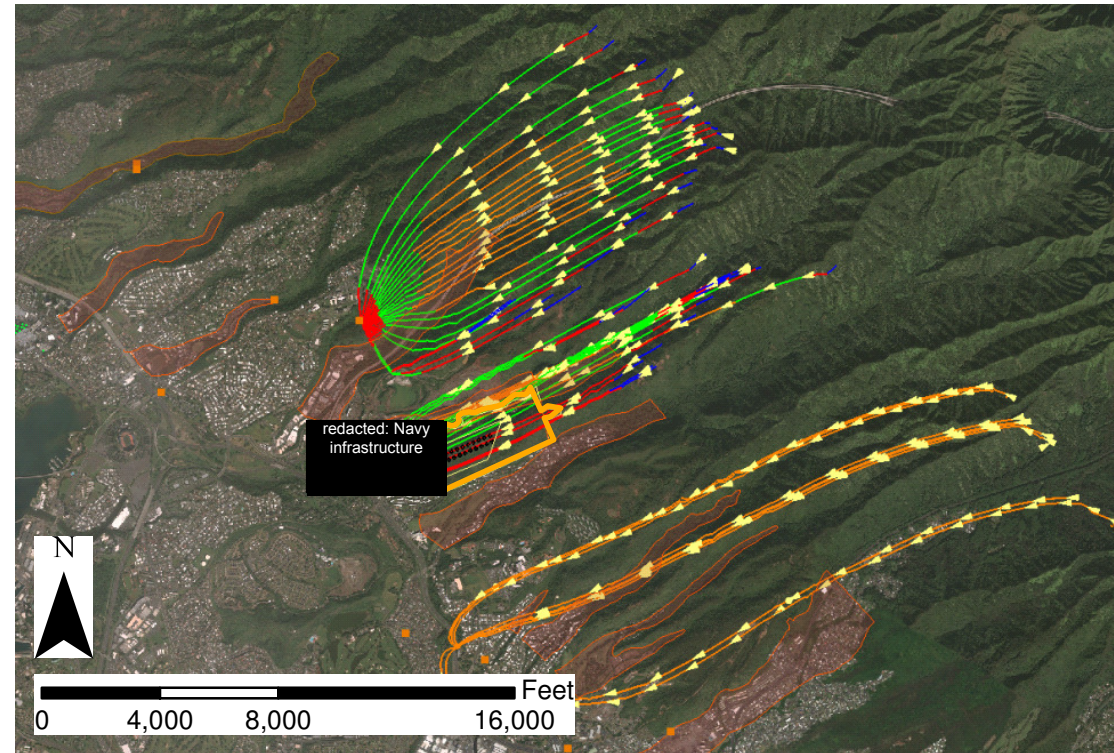 redacted: Navy
infrastructure
N
Feet
0 4,000 8,000 16,000